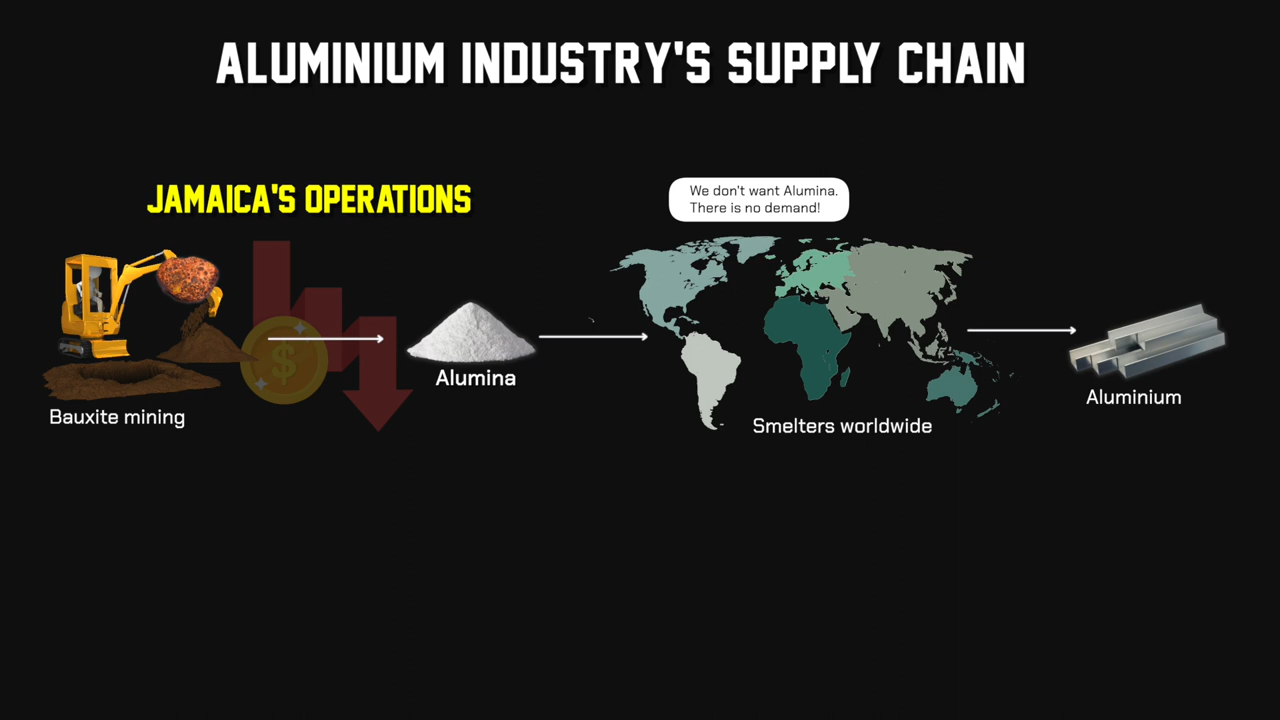 ALUMINIUM INDUSTRY'S SUPPLY CHAIN
JAMAICA'S OPERATIONS
We don't want Alumina.
There is no demand!
$
Alumina
Bauxite mining
Smelters worldwide
Aluminium